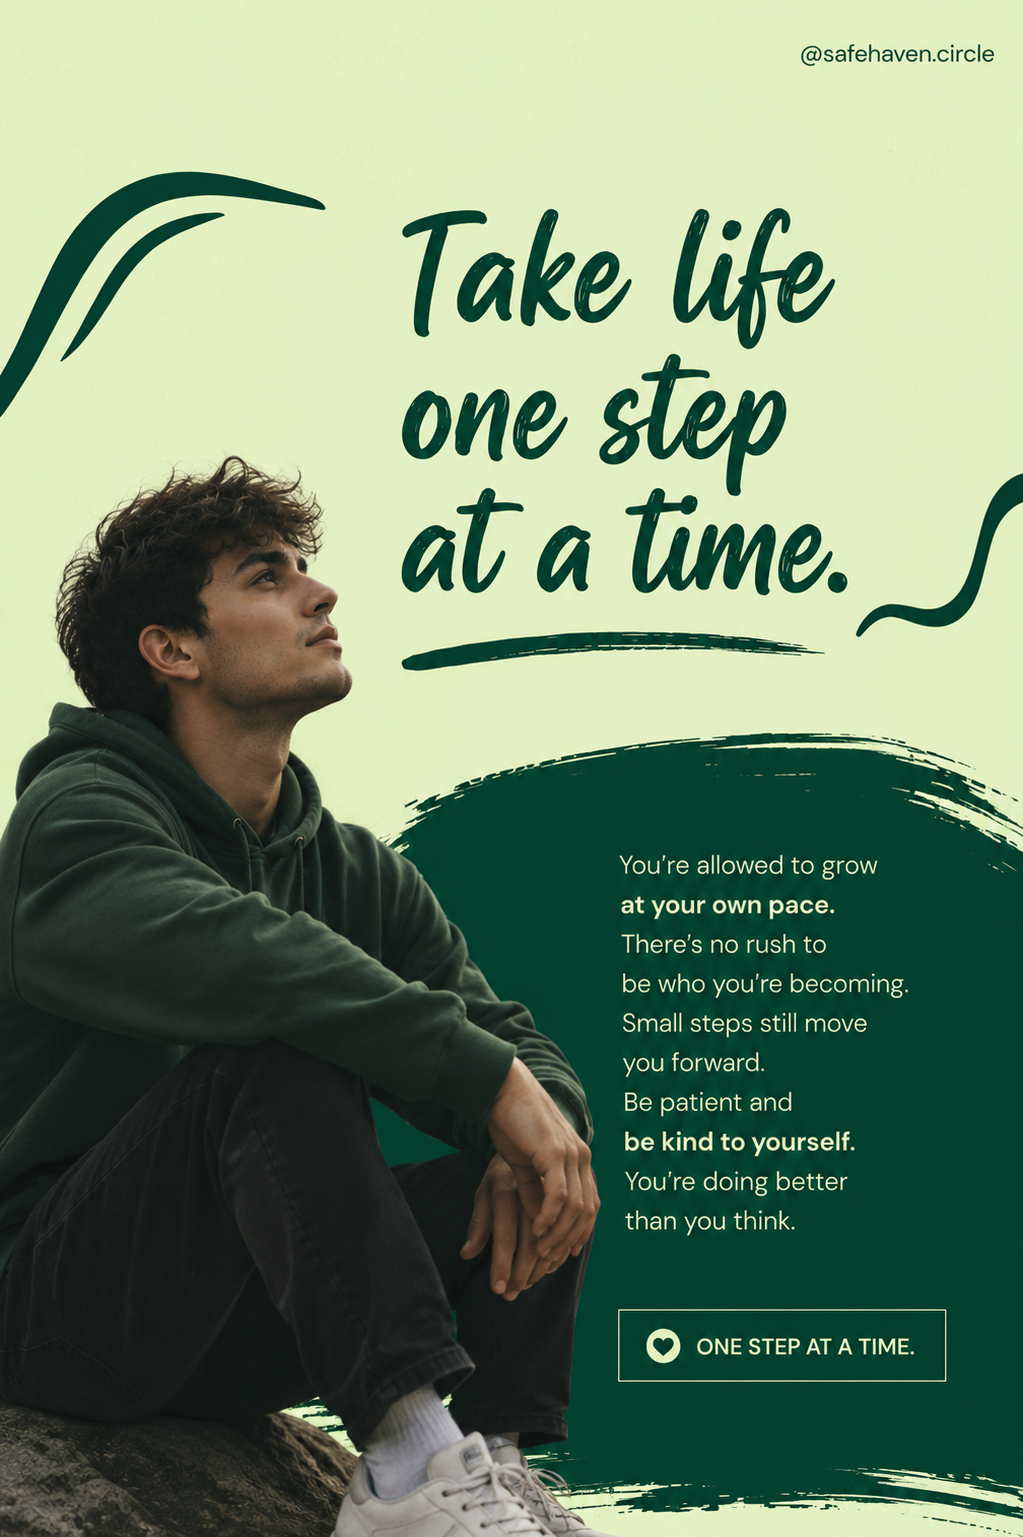 @safehaven.circle
Take life
one step
at a time.
You’re allowed to grow
at your own pace.
There’s no rush to
be who you’re becoming.
Small steps still move
you forward.
Be patient and
be kind to yourself.
You’re doing better
than you think.
ONE STEP AT A TIME.